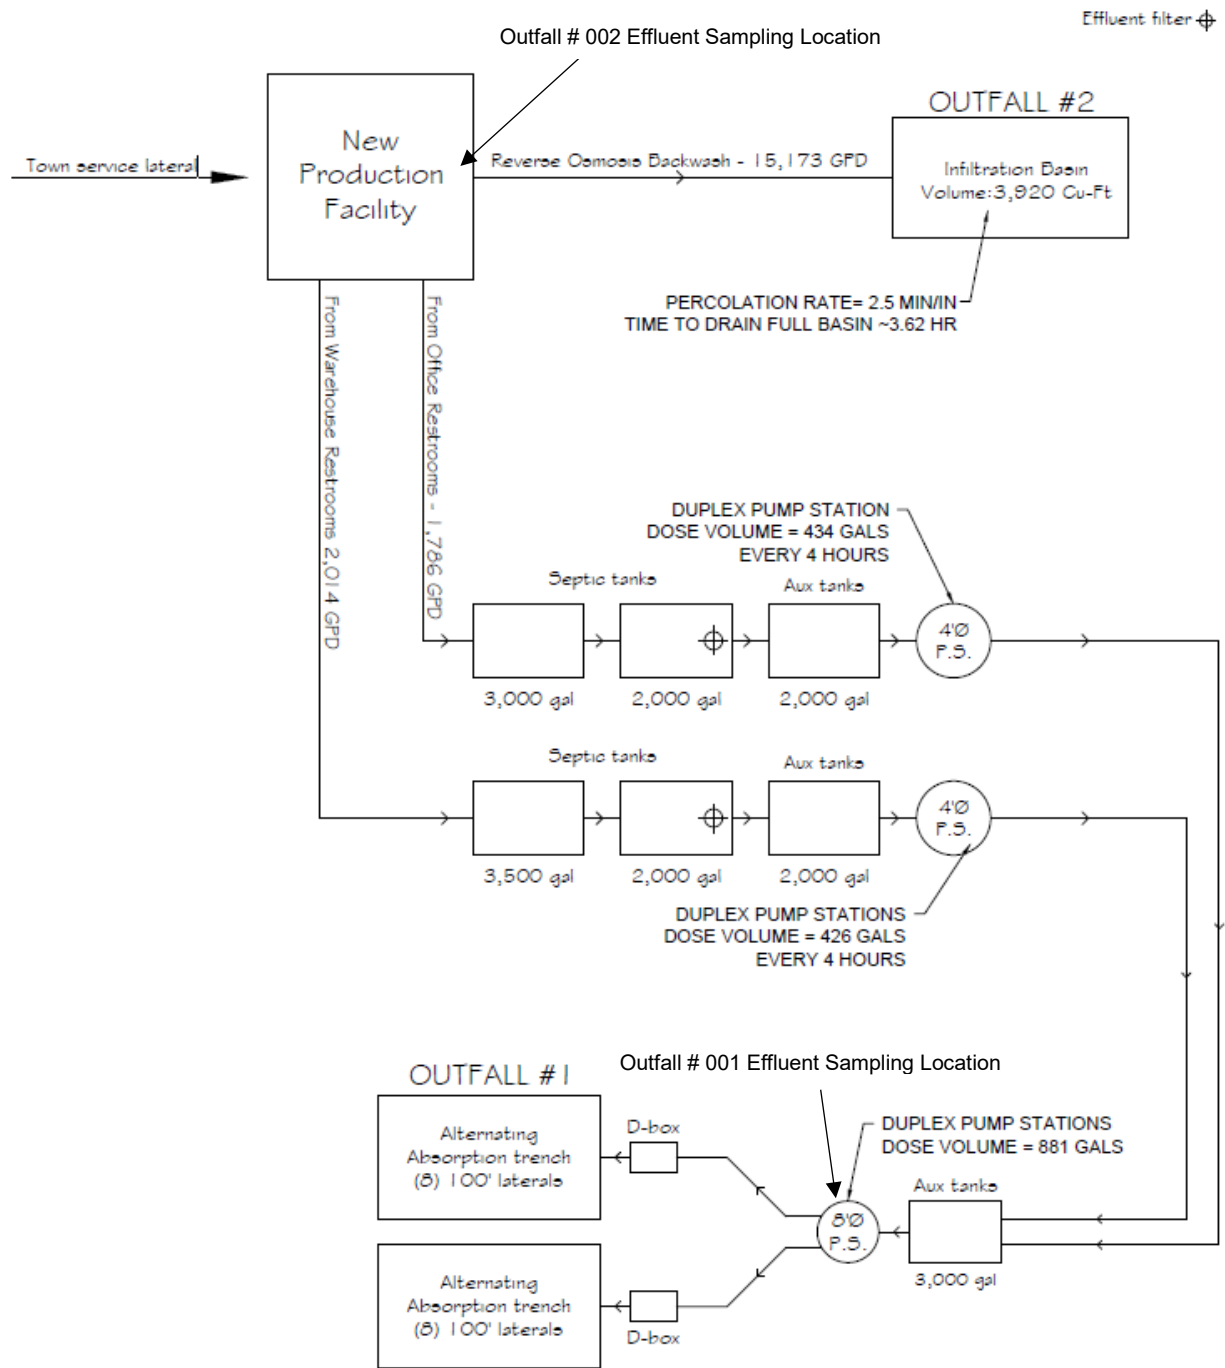 Effluent filter
Outfall # 002 Effluent Sampling Location
OUTFALL #2
New
Production
Facility
Town service lateral
Reverse Osmosis Backwash - 15,173 GPD
Infiltration Basin
Volume:3,920 Cu-Ft
PERCOLATION RATE= 2.5 MIN/IN
TIME TO DRAIN FULL BASIN ~3.62 HR
From Warehouse Restrooms 2,014 GPD
From Office Restrooms - 1,786 GPD
DUPLEX PUMP STATION
DOSE VOLUME = 434 GALS
EVERY 4 HOURS
Septic tanks
Aux tanks
4'Ø
P.S.
3,000 gal
2,000 gal
2,000 gal
Septic tanks
Aux tanks
4'Ø
P.S.
3,500 gal
2,000 gal
2,000 gal
DUPLEX PUMP STATIONS
DOSE VOLUME = 426 GALS
EVERY 4 HOURS
Outfall # 001 Effluent Sampling Location
OUTFALL #1
DUPLEX PUMP STATIONS
DOSE VOLUME = 881 GALS
D-box
Alternating
Absorption trench
(8) 100' laterals
Aux tanks
8'Ø
P.S.
3,000 gal
Alternating
Absorption trench
(8) 100' laterals
D-box